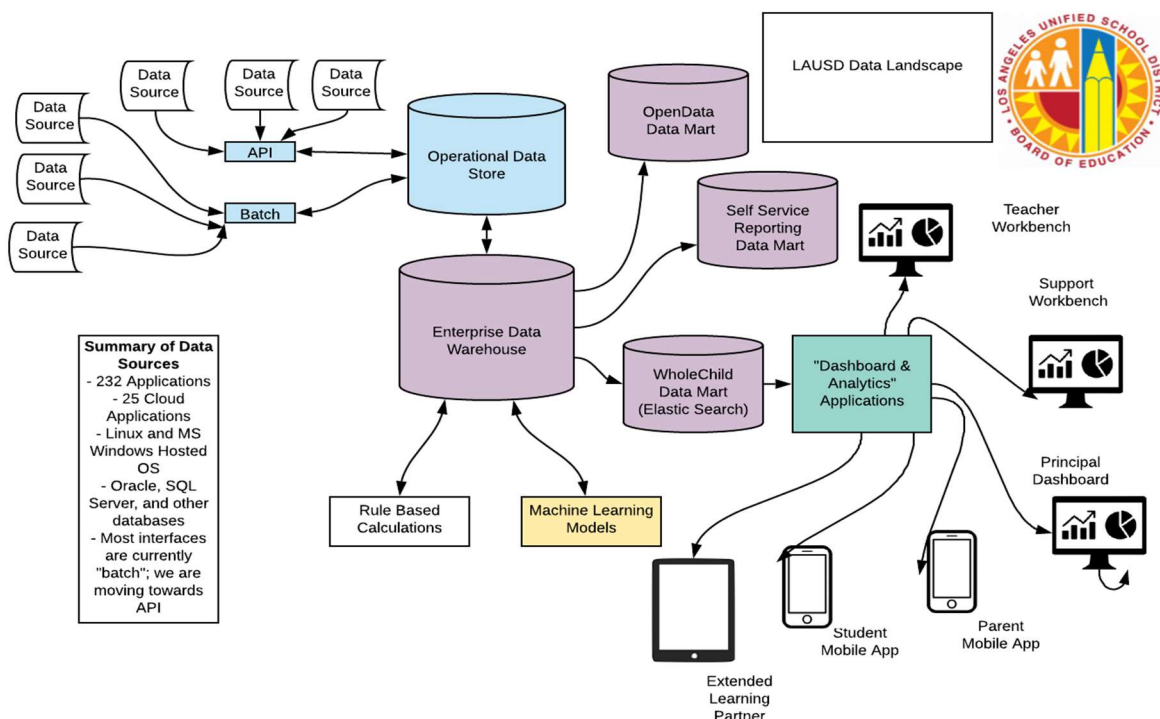 Data
Source
Data
Source
Data
Source
Data
Source
Data
Source
Data
Source
API
Batch
Operational Data
Store
OpenData
Data Mart
LAUSD Data Landscape
LOS ANGELES UNIFIED SCHOOL DISTRICT
BOARD OF EDUCATION
Self Service
Reporting
Data Mart
Teacher
Workbench
Support
Workbench
Enterprise Data
Warehouse
WholeChild
Data Mart
(Elastic Search)
"Dashboard &
Analytics"
Applications
Summary of Data
Sources
- 232 Applications
- 25 Cloud
Applications
- Linux and MS
Windows Hosted
OS
- Oracle, SQL
Server, and other
databases
- Most interfaces
are currently
"batch"; we are
moving towards
API
Rule Based
Calculations
Machine Learning
Models
Principal
Dashboard
Student
Mobile App
Parent
Mobile App
Extended
Learning
Partner